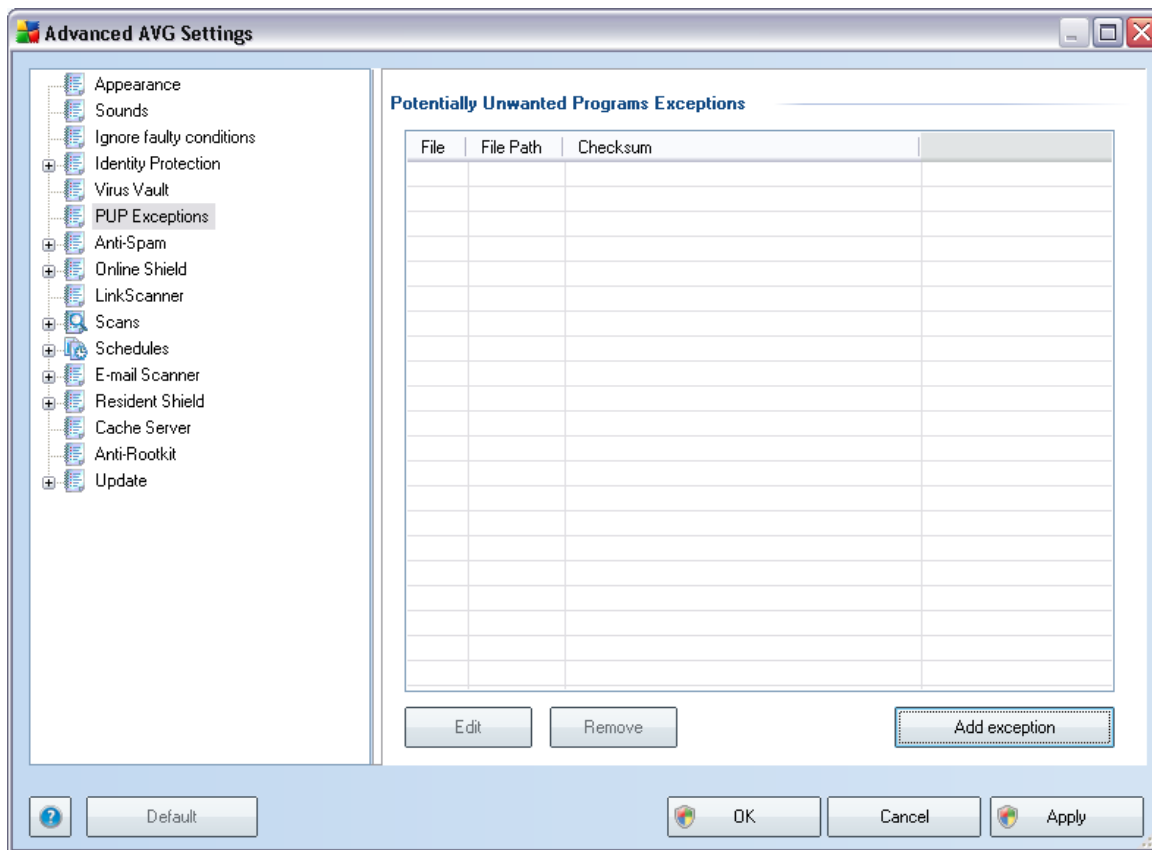 Advanced AVG Settings
Appearance
Sounds
Ignore faulty conditions
Identity Protection
Virus Vault
PUP Exceptions
Anti-Spam
Online Shield
LinkScanner
Scans
Schedules
E-mail Scanner
Resident Shield
Cache Server
Anti-Rootkit
Update
Potentially Unwanted Programs Exceptions
File File Path Checksum
Edit Remove Add exception
? Default OK Cancel Apply